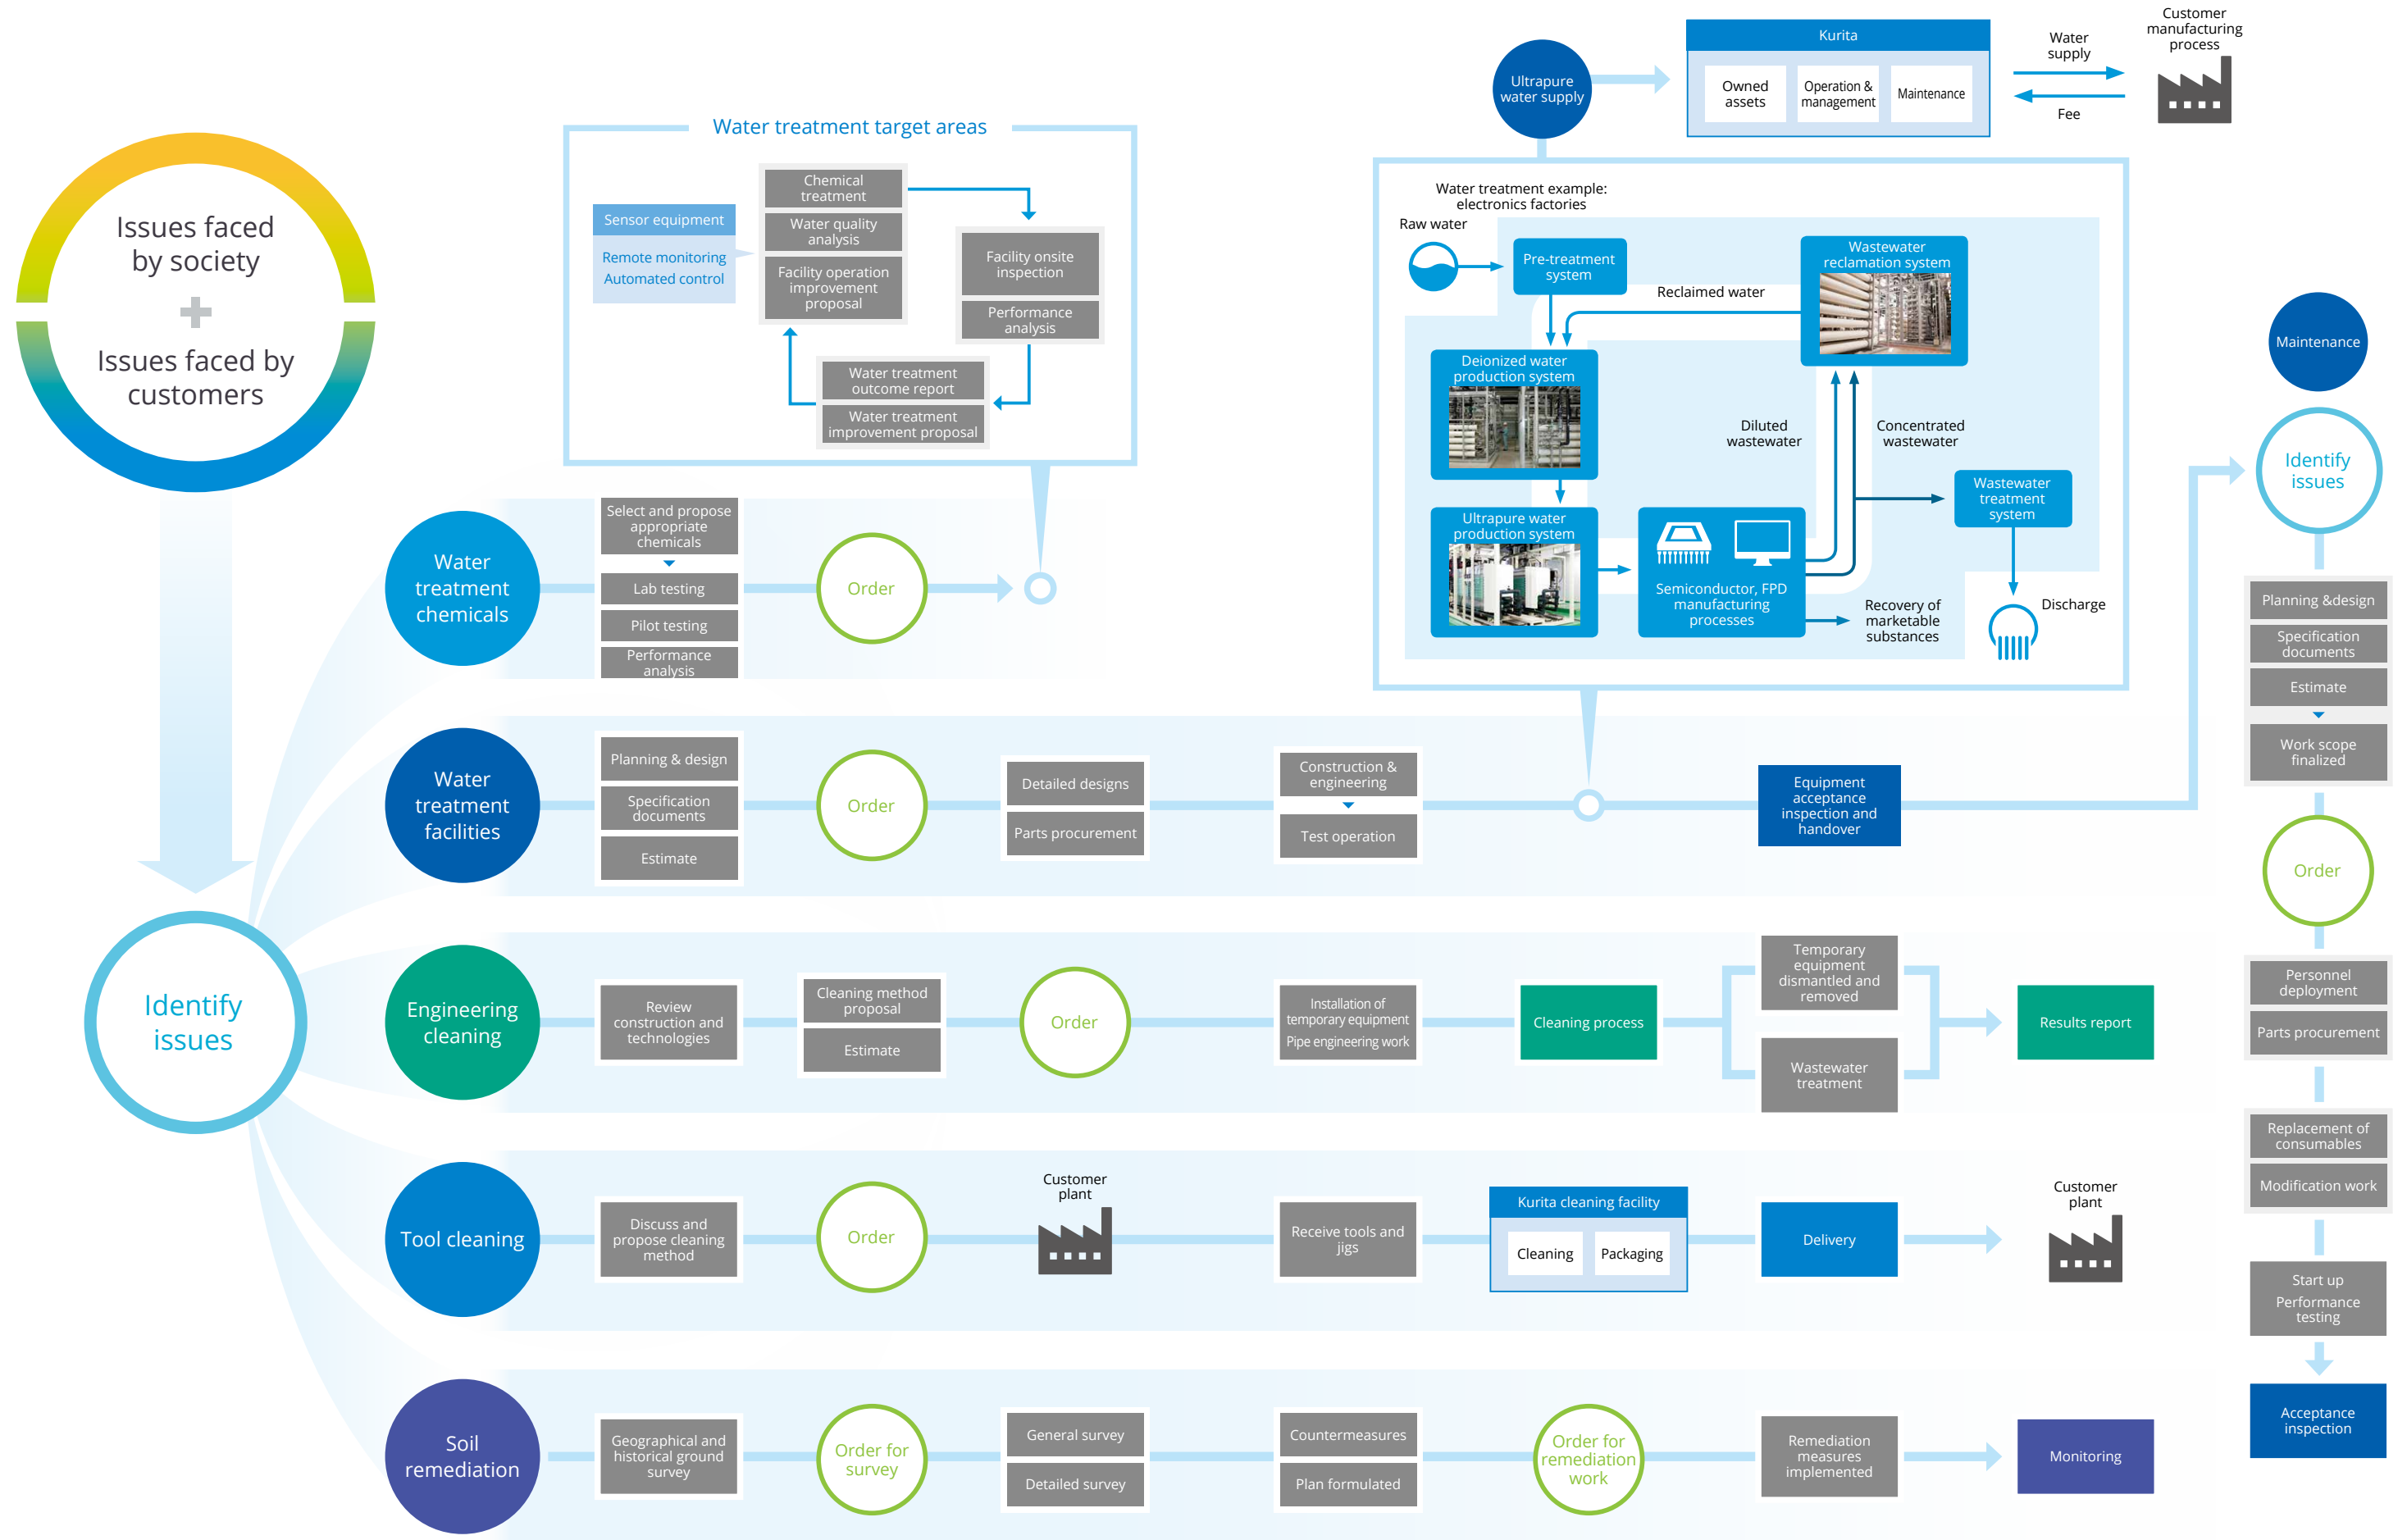 Issues faced
by society
Issues faced by
customers
Identify
issues
Water treatment target areas
Sensor equipment
Remote monitoring
Automated control
Chemical
treatment
Water quality
analysis
Facility operation
improvement
proposal
Facility onsite
inspection
Performance
analysis
Water treatment
outcome report
Water treatment
improvement proposal
Ultrapure
water supply
Kurita
Owned
assets
Operation &
management
Maintenance
Water
supply
Fee
Customer
manufacturing
process
Water treatment example:
electronics factories
Raw water
Pre-treatment
system
Wastewater
reclamation system
Reclaimed water
Deionized water
production system
Diluted
wastewater
Concentrated
wastewater
Wastewater
treatment
system
Ultrapure water
production system
Semiconductor, FPD
manufacturing
processes
Recovery of
marketable
substances
Discharge
Water
treatment
chemicals
Select and propose
appropriate
chemicals
Lab testing
Pilot testing
Performance
analysis
Order
Water
treatment
facilities
Planning & design
Specification
documents
Estimate
Order
Detailed designs
Parts procurement
Construction &
engineering
Test operation
Equipment
acceptance
inspection and
handover
Engineering
cleaning
Review
construction and
technologies
Cleaning method
proposal
Estimate
Order
Installation of
temporary equipment
Pipe engineering work
Cleaning process
Temporary
equipment
dismantled and
removed
Wastewater
treatment
Results report
Tool cleaning
Discuss and
propose cleaning
method
Order
Customer
plant
Receive tools and
jigs
Kurita cleaning facility
Cleaning
Packaging
Delivery
Customer
plant
Soil
remediation
Geographical and
historical ground
survey
Order for
survey
General survey
Detailed survey
Countermeasures
Plan formulated
Order for
remediation
work
Remediation
measures
implemented
Monitoring
Maintenance
Identify
issues
Planning &design
Specification
documents
Estimate
Work scope
finalized
Order
Personnel
deployment
Parts procurement
Replacement of
consumables
Modification work
Start up
Performance
testing
Acceptance
inspection